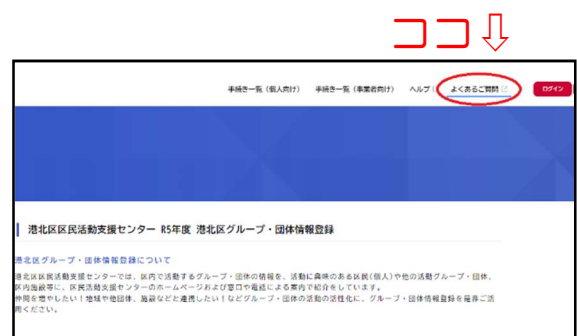 ココ
手続き一覧（個人向け） 手続き一覧（事業者向け） ヘルプ よくあるご質問 ログイン
港北区区民活動支援センター R5年度 港北区グループ・団体情報登録
港北区グループ・団体情報登録について
港北区区民活動支援センターでは、区内で活動するグループ・団体の情報を、活動に興味のある区民(個人)や他の活動グループ・団体、
区内施設等に、区民活動支援センターのホームページおよび窓口や電話による案内で紹介をしています。
仲間を増やしたい！地域や他団体、施設などと連携したい！などグループ・団体の活動の活性化に、グループ・団体情報登録を是非ご活
用ください。